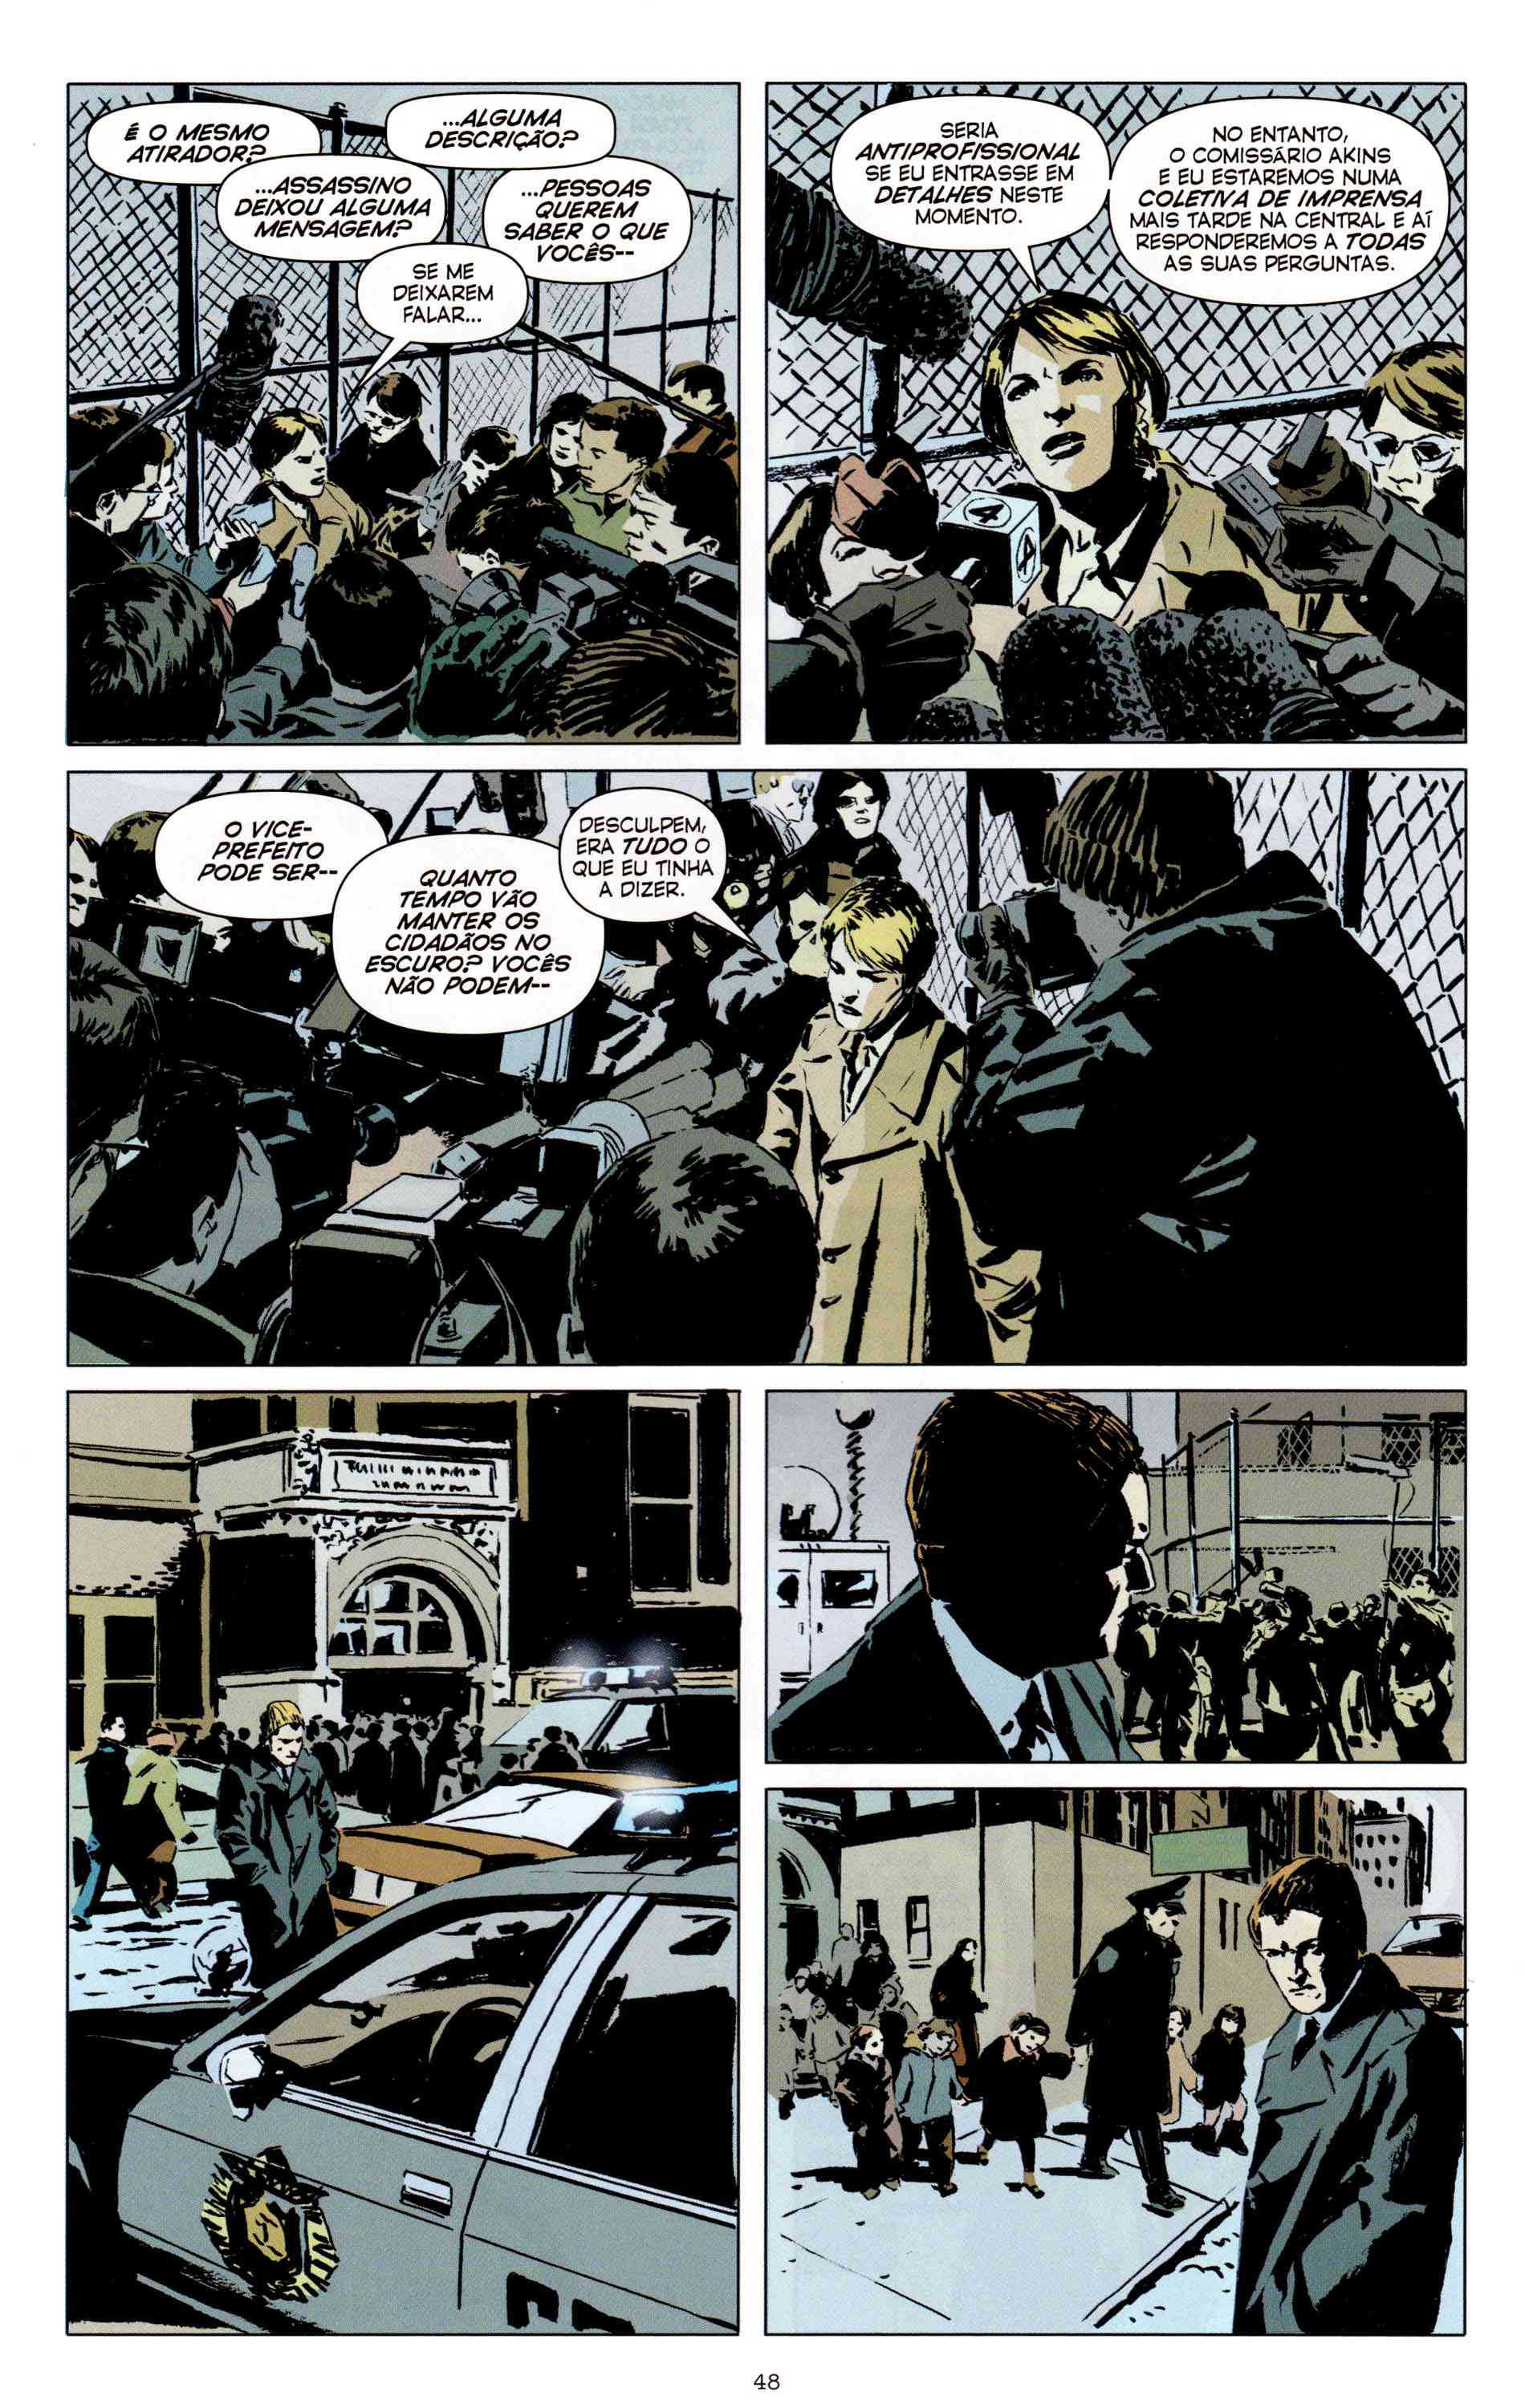 É O MESMO
ATIRADOR?
...ALGUMA
DESCRIÇÃO?
...ASSASSINO
DEIXOU ALGUMA
MENSAGEM?
...PESSOAS
QUEREM
SABER O QUE
VOCÊS--
SE ME
DEIXAREM
FALAR...
SERIA
ANTIPROFISSIONAL
SE EU ENTRASSE EM
DETALHES NESTE
MOMENTO.
NO ENTANTO,
O COMISSÁRIO AKINS
E EU ESTAREMOS NUMA
COLETIVA DE IMPRENSA
MAIS TARDE NA CENTRAL E AÍ
RESPONDEREMOS A TODAS
AS SUAS PERGUNTAS.
4
4
O VICE-
PREFEITO
PODE SER--
QUANTO
TEMPO VÃO
MANTER OS
CIDADÃOS NO
ESCURO? VOCÊS
NÃO PODEM--
DESCULPEM,
ERA TUDO O
QUE EU TINHA
A DIZER.
48